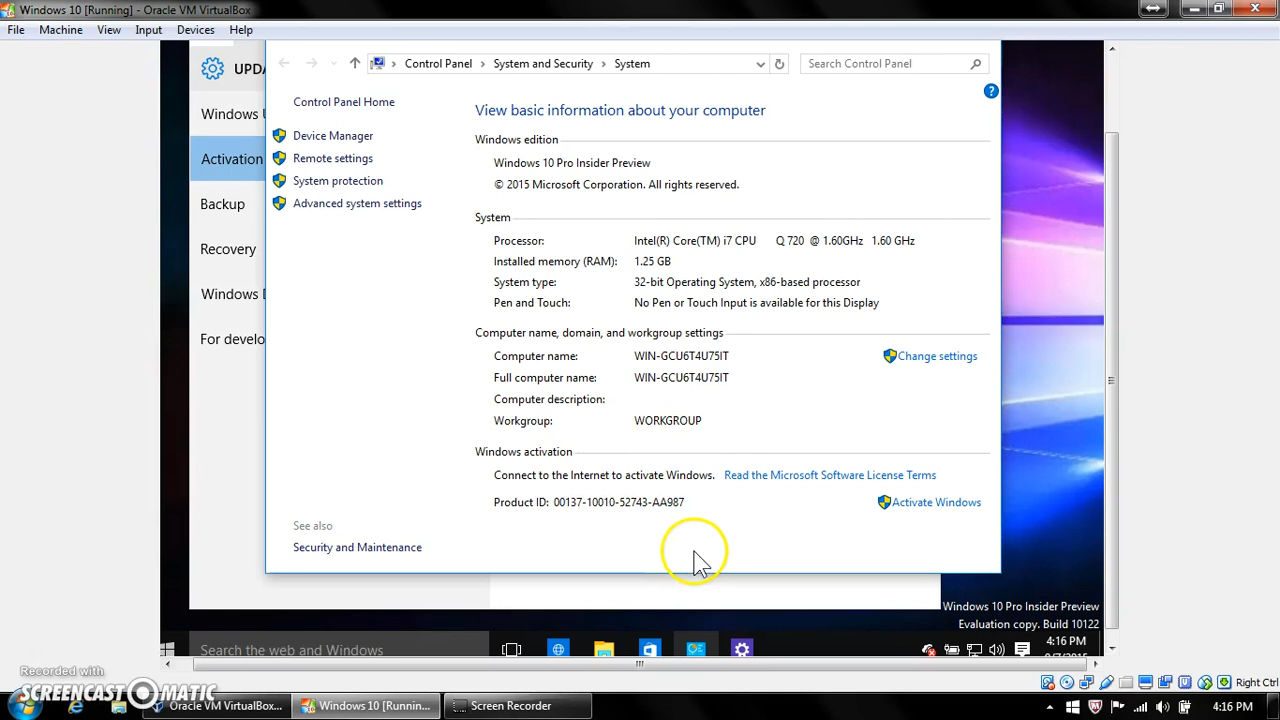 Windows 10 [Running] - Oracle VM VirtualBox
File Machine View Input Devices Help
UPD
Control Panel > System and Security > System
Search Control Panel
Control Panel Home
Device Manager
Remote settings
System protection
Advanced system settings
See also
Security and Maintenance
Windows U
Activation
Backup
Recovery
Windows D
For develo
View basic information about your computer
Windows edition
Windows 10 Pro Insider Preview
© 2015 Microsoft Corporation. All rights reserved.
System
Processor: Intel(R) Core(TM) i7 CPU Q 720 @ 1.60GHz 1.60 GHz
Installed memory (RAM): 1.25 GB
System type: 32-bit Operating System, x86-based processor
Pen and Touch: No Pen or Touch Input is available for this Display
Computer name, domain, and workgroup settings
Computer name: WIN-GCU6T4U75IT Change settings
Full computer name: WIN-GCU6T4U75IT
Computer description:
Workgroup: WORKGROUP
Windows activation
Connect to the Internet to activate Windows. Read the Microsoft Software License Terms
Product ID: 00137-10010-52743-AA987 Activate Windows
Windows 10 Pro Insider Preview
Evaluation copy. Build 10122
Search the web and Windows
4:16 PM
Recorded with
SCREENCAST MATIC
Right Ctrl
Oracle VM VirtualBox...
Windows 10 [Runnin...
Screen Recorder
4:16 PM